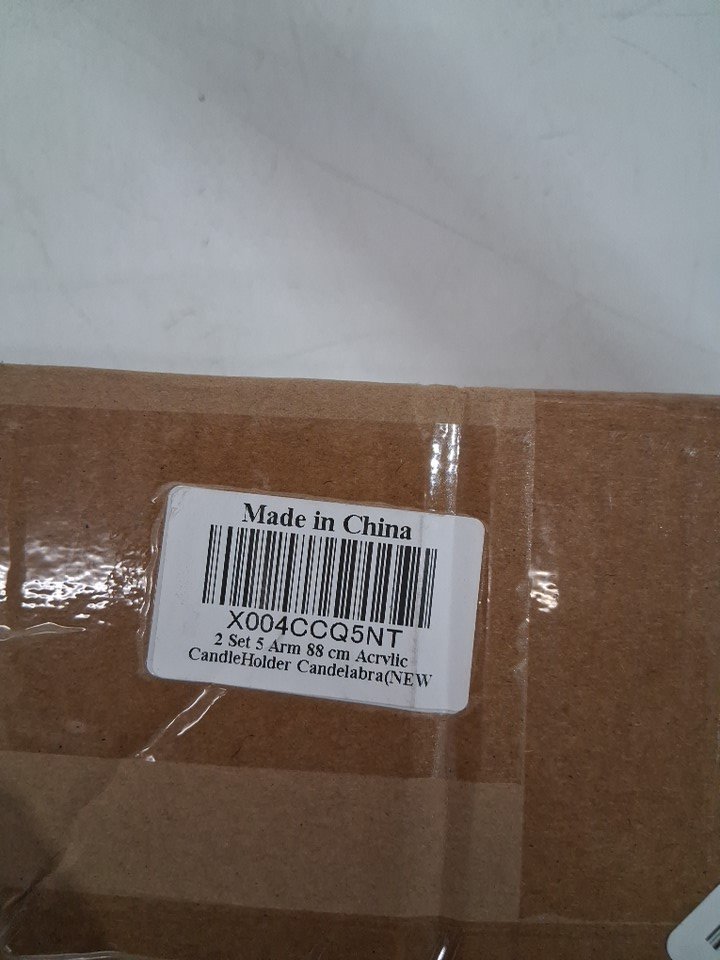 Made in China
X004CCQ5NT
2 Set 5 Arm 88 cm Acrylic
CandleHolder Candelabra(NEW